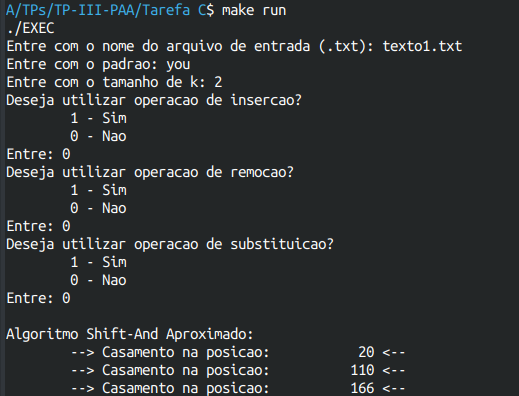 A/TPs/TP-III-PAA/Tarefa C$ make run
./EXEC
Entre com o nome do arquivo de entrada (.txt): texto1.txt
Entre com o padrao: you
Entre com o tamanho de k: 2
Deseja utilizar operacao de insercao?
1 - Sim
0 - Nao
Entre: 0
Deseja utilizar operacao de remocao?
1 - Sim
0 - Nao
Entre: 0
Deseja utilizar operacao de substituicao?
1 - Sim
0 - Nao
Entre: 0
Algoritmo Shift-And Aproximado:
--> Casamento na posicao: 20 <--
--> Casamento na posicao: 110 <--
--> Casamento na posicao: 166 <--